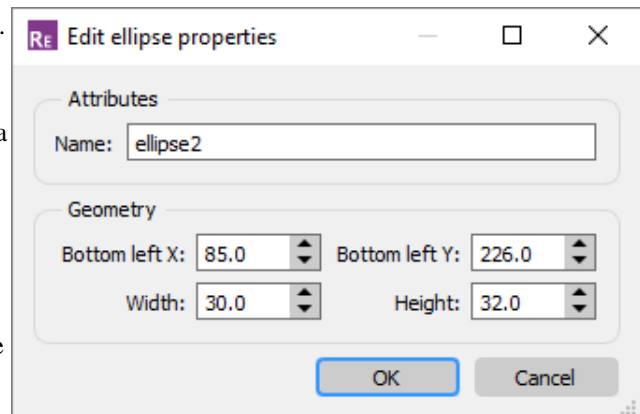 .
RE Edit ellipse properties
Attributes
a
Name: ellipse2
Geometry
Bottom left X: 85.0 Bottom left Y: 226.0
Width: 30.0 Height: 32.0
e
OK Cancel